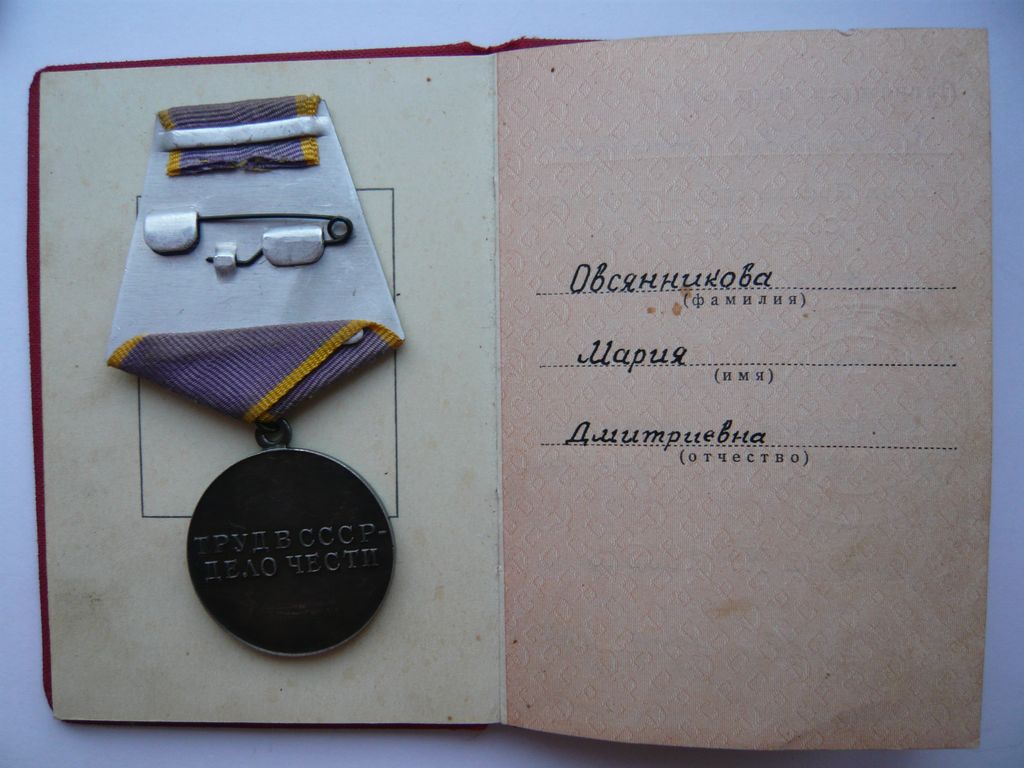 ТРУД В СССР-
ДЕЛО ЧЕСТИ
Овсянникова
(фамилия)
Мария
(имя)
Дмитриевна
(отчество)